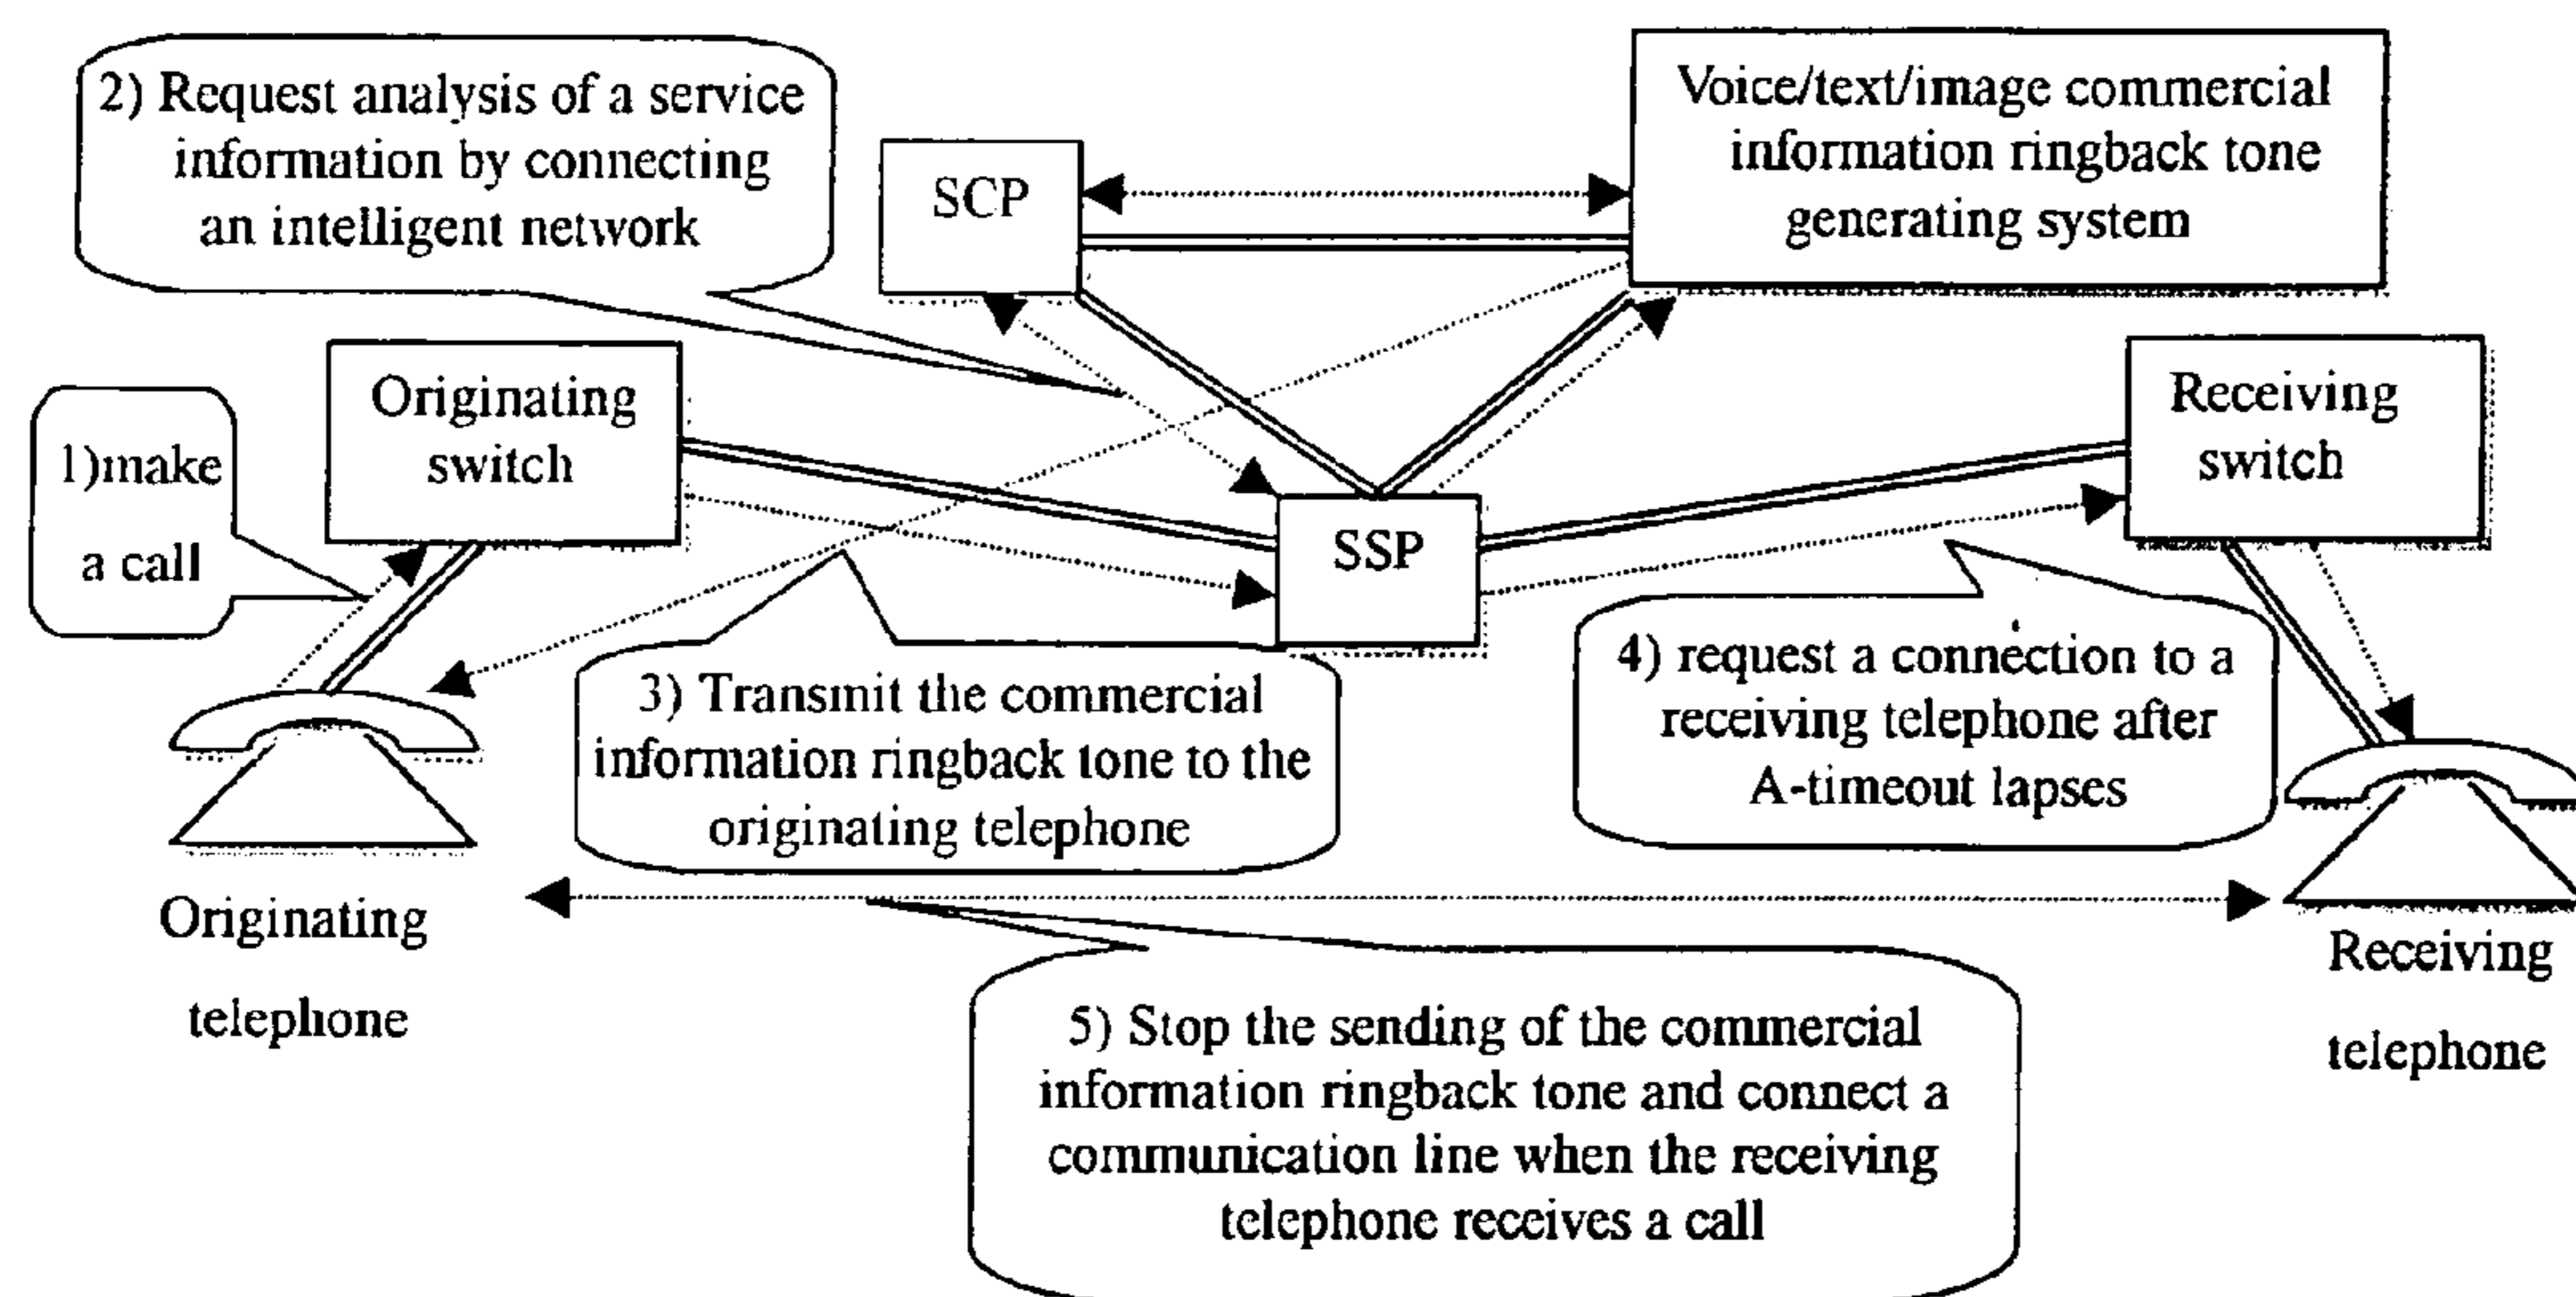 2) Request analysis of a service
information by connecting
an intelligent network
Voice/text/image commercial
information ringback tone
generating system
SCP
Originating
switch
Receiving
switch
1)make
a call
SSP
3) Transmit the commercial
information ringback tone to the
originating telephone
4) request a connection to a
receiving telephone after
A-timeout lapses
Originating
telephone
Receiving
telephone
5) Stop the sending of the commercial
information ringback tone and connect a
communication line when the receiving
telephone receives a call